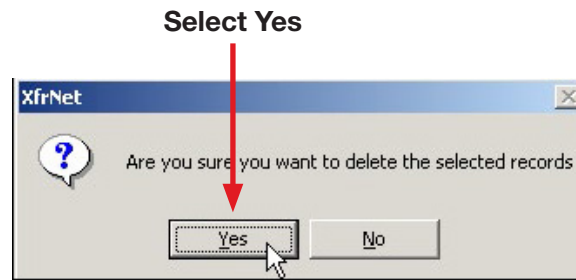 Select Yes
XfrNet
Are you sure you want to delete the selected records
Yes No